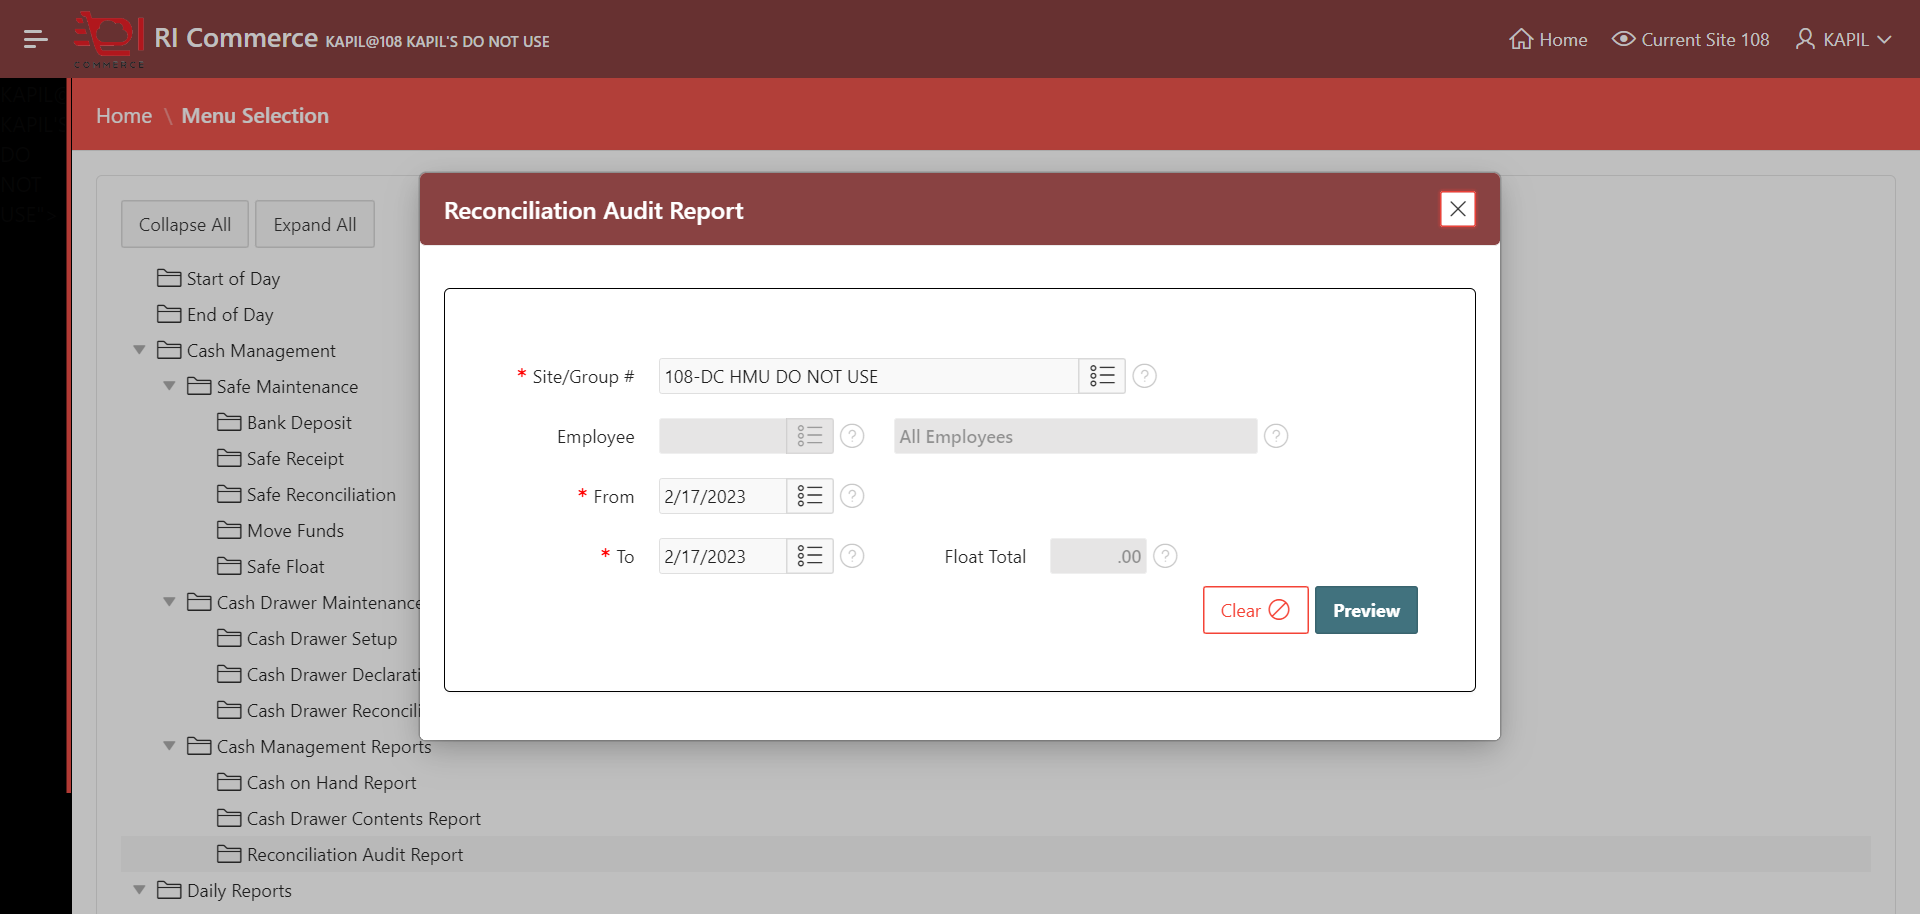 COMMERCE
RI Commerce KAPIL@108 KAPIL'S DO NOT USE
Home
Current Site 108
KAPIL
KAPIL@
KAPIL'S
DO
NOT
USE
Home \ Menu Selection
Collapse All
Expand All
Start of Day
End of Day
Cash Management
Safe Maintenance
Bank Deposit
Safe Receipt
Safe Reconciliation
Move Funds
Safe Float
Cash Drawer Maintenance
Cash Drawer Setup
Cash Drawer Declarati
Cash Drawer Reconcili
Cash Management Reports
Cash on Hand Report
Cash Drawer Contents Report
Reconciliation Audit Report
Daily Reports
Reconciliation Audit Report
* Site/Group # 108-DC HMU DO NOT USE ?
Employee ? All Employees ?
* From 2/17/2023 ?
* To 2/17/2023 ? Float Total .00 ?
Clear
Preview